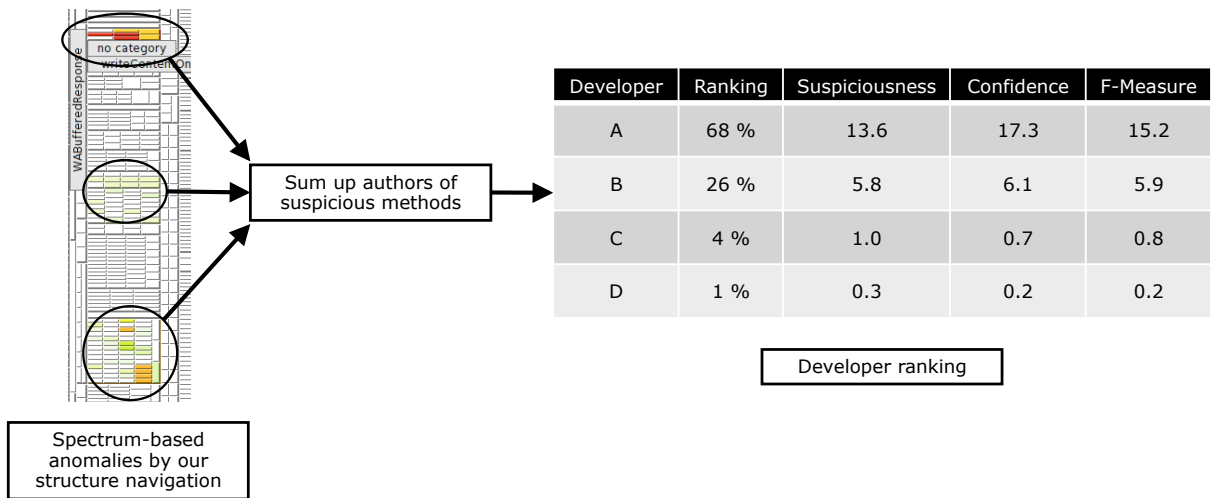 no category
writeContentOn
WABufferedResponse
Sum up authors of
suspicious methods
Developer Ranking Suspiciousness Confidence F-Measure
A 68 % 13.6 17.3 15.2
B 26 % 5.8 6.1 5.9
C 4 % 1.0 0.7 0.8
D 1 % 0.3 0.2 0.2
Developer ranking
Spectrum-based
anomalies by our
structure navigation